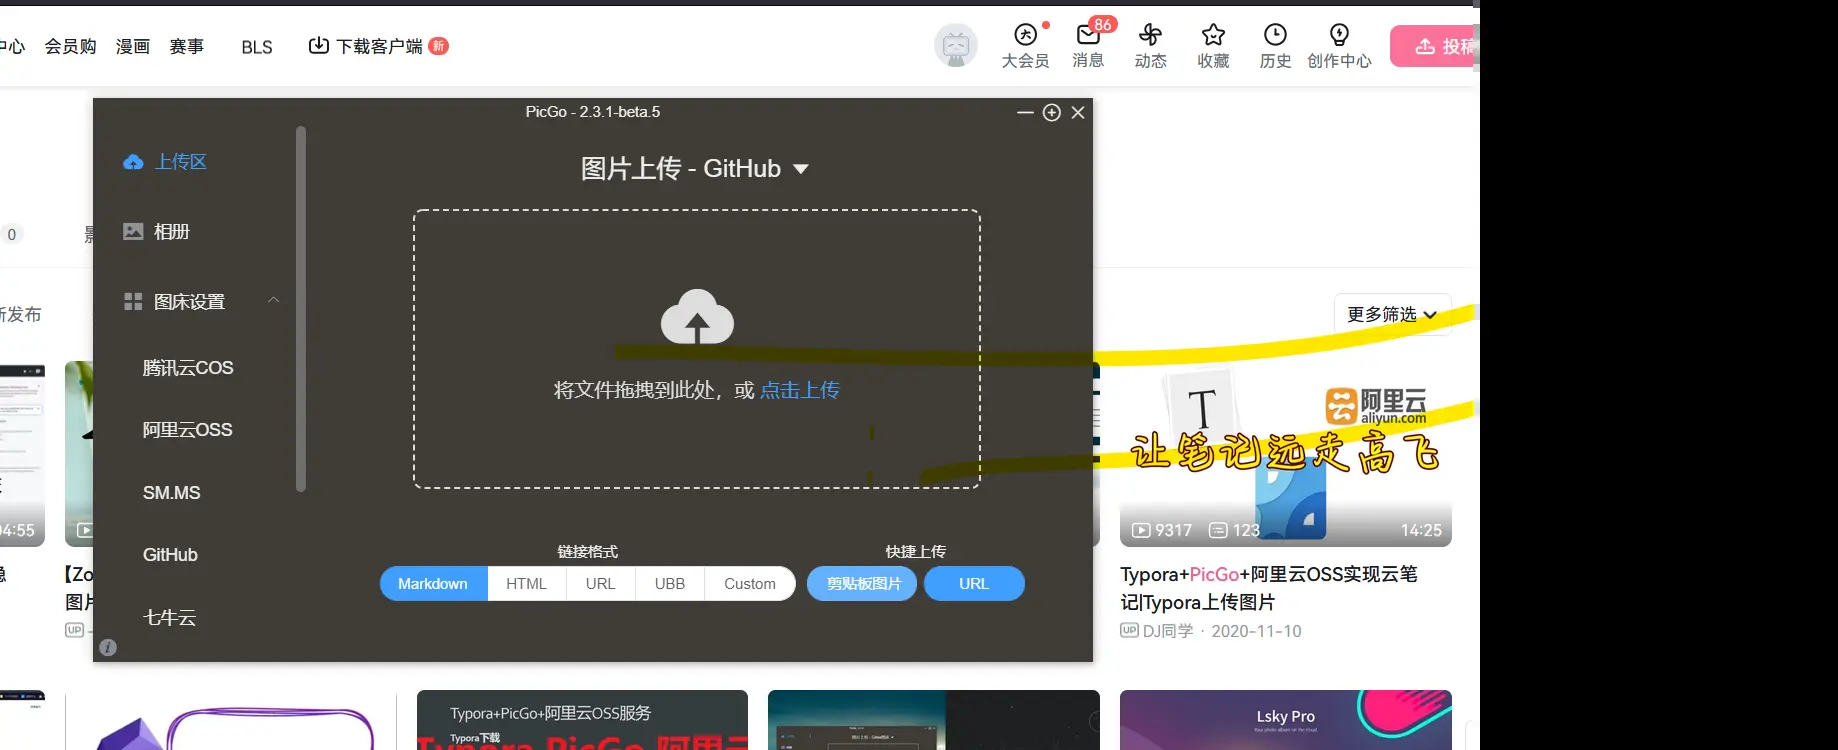 中心 会员购 漫画 赛事 BLS 下载客户端 新
大会员 86 消息 动态 收藏 历史 创作中心 投稿
PicGo - 2.3.1-beta.5
上传区
图片上传 - GitHub
相册
0
图床设置
新发布
更多筛选
腾讯云COS
将文件拖拽到此处，或 点击上传
阿里云OSS
SM.MS
GitHub
七牛云
链接格式
快捷上传
Markdown HTML URL UBB Custom
剪贴板图片 URL
T
阿里云
aliyun.com
让笔记远走高飞
4:55
9317 123 14:25
【Zo
图片
UP
Typora+PicGo+阿里云OSS实现云笔
记|Typora上传图片
UP DJ同学 · 2020-11-10
Typora+PicGo+阿里云OSS服务
Typora下载
Typora PicGo 阿里云
Lsky Pro
Your photo album on the cloud.